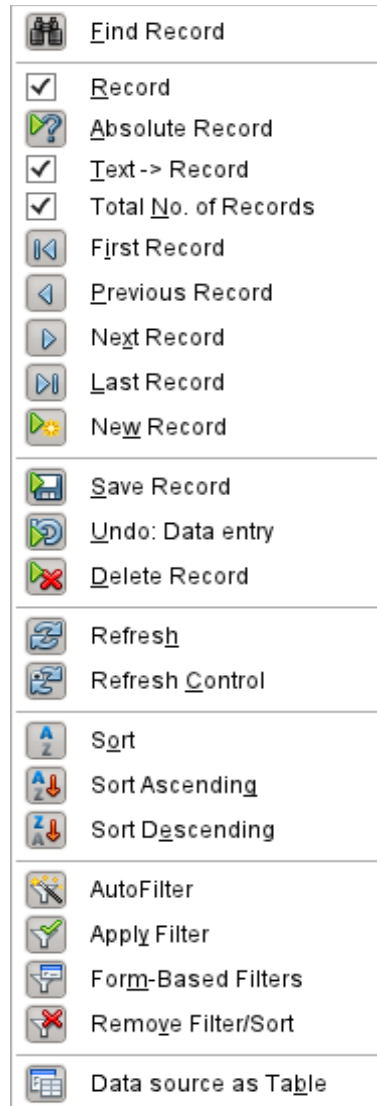 Find Record
Record
Absolute Record
Text -> Record
Total No. of Records
First Record
Previous Record
Next Record
Last Record
New Record
Save Record
Undo: Data entry
Delete Record
Refresh
Refresh Control
Sort
Sort Ascending
Sort Descending
AutoFilter
Apply Filter
Form-Based Filters
Remove Filter/Sort
Data source as Table